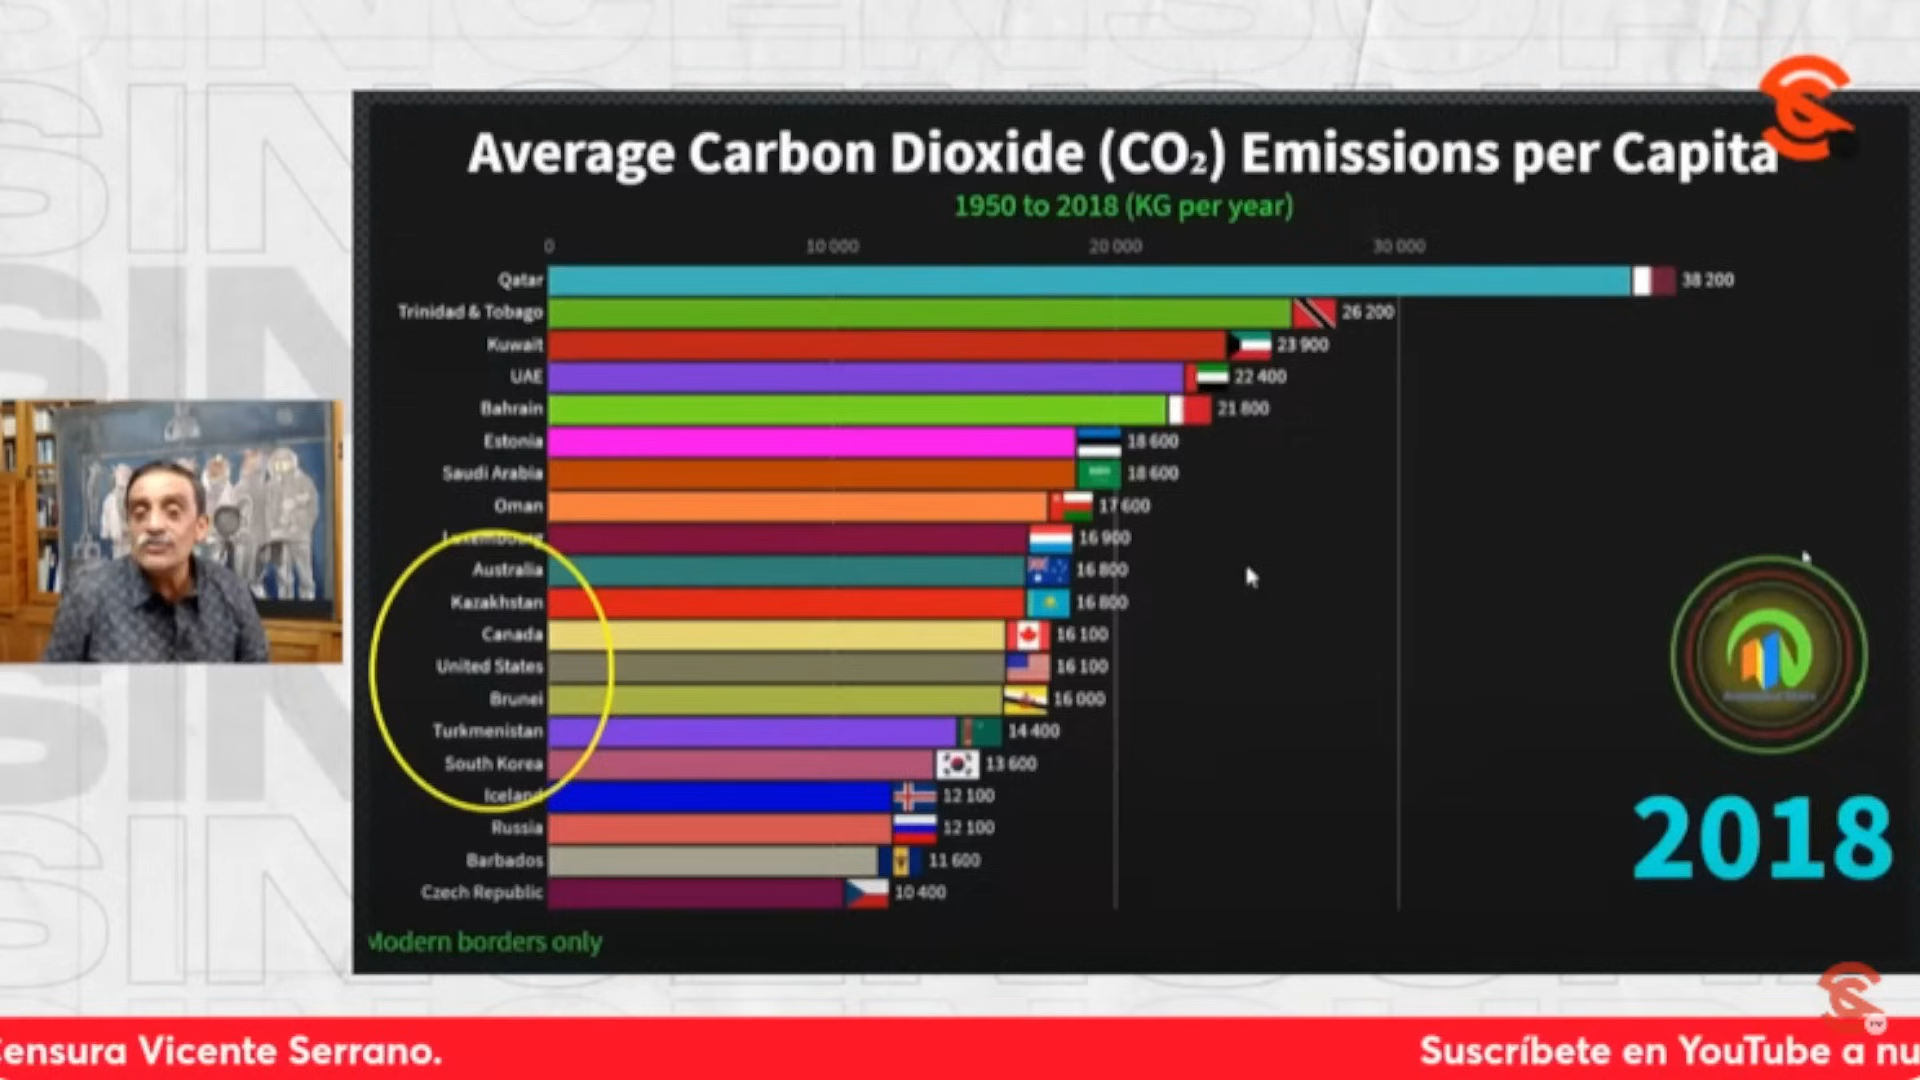 Average Carbon Dioxide (CO₂) Emissions per Capita
1950 to 2018 (KG per year)
0 10 000 20 000 30 000
Qatar 38 200
Trinidad & Tobago 26 200
Kuwait 23 900
UAE 22 400
Bahrain 21 800
Estonia 18 600
Saudi Arabia 18 600
Oman 17 600
Luxembourg 16 900
Australia 16 800
Kazakhstan 16 800
Canada 16 100
United States 16 100
Brunei 16 000
Turkmenistan 14 400
South Korea 13 600
Iceland 12 100
Russia 12 100
Barbados 11 600
Czech Republic 10 400
2018
Modern borders only
Censura Vicente Serrano. Suscríbete en YouTube a nu